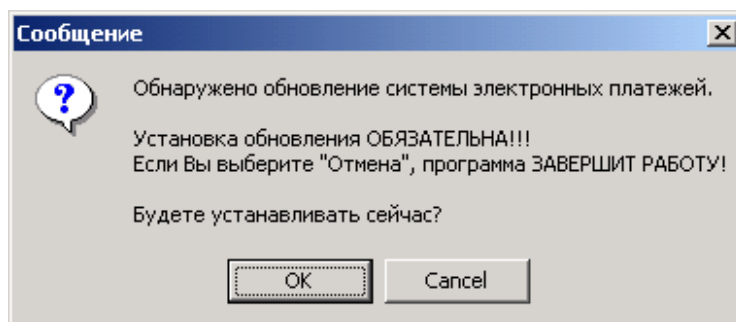 Сообщение
Обнаружено обновление системы электронных платежей.
Установка обновления ОБЯЗАТЕЛЬНА!!!
Если Вы выберите "Отмена", программа ЗАВЕРШИТ РАБОТУ!
Будете устанавливать сейчас?
OK
Cancel